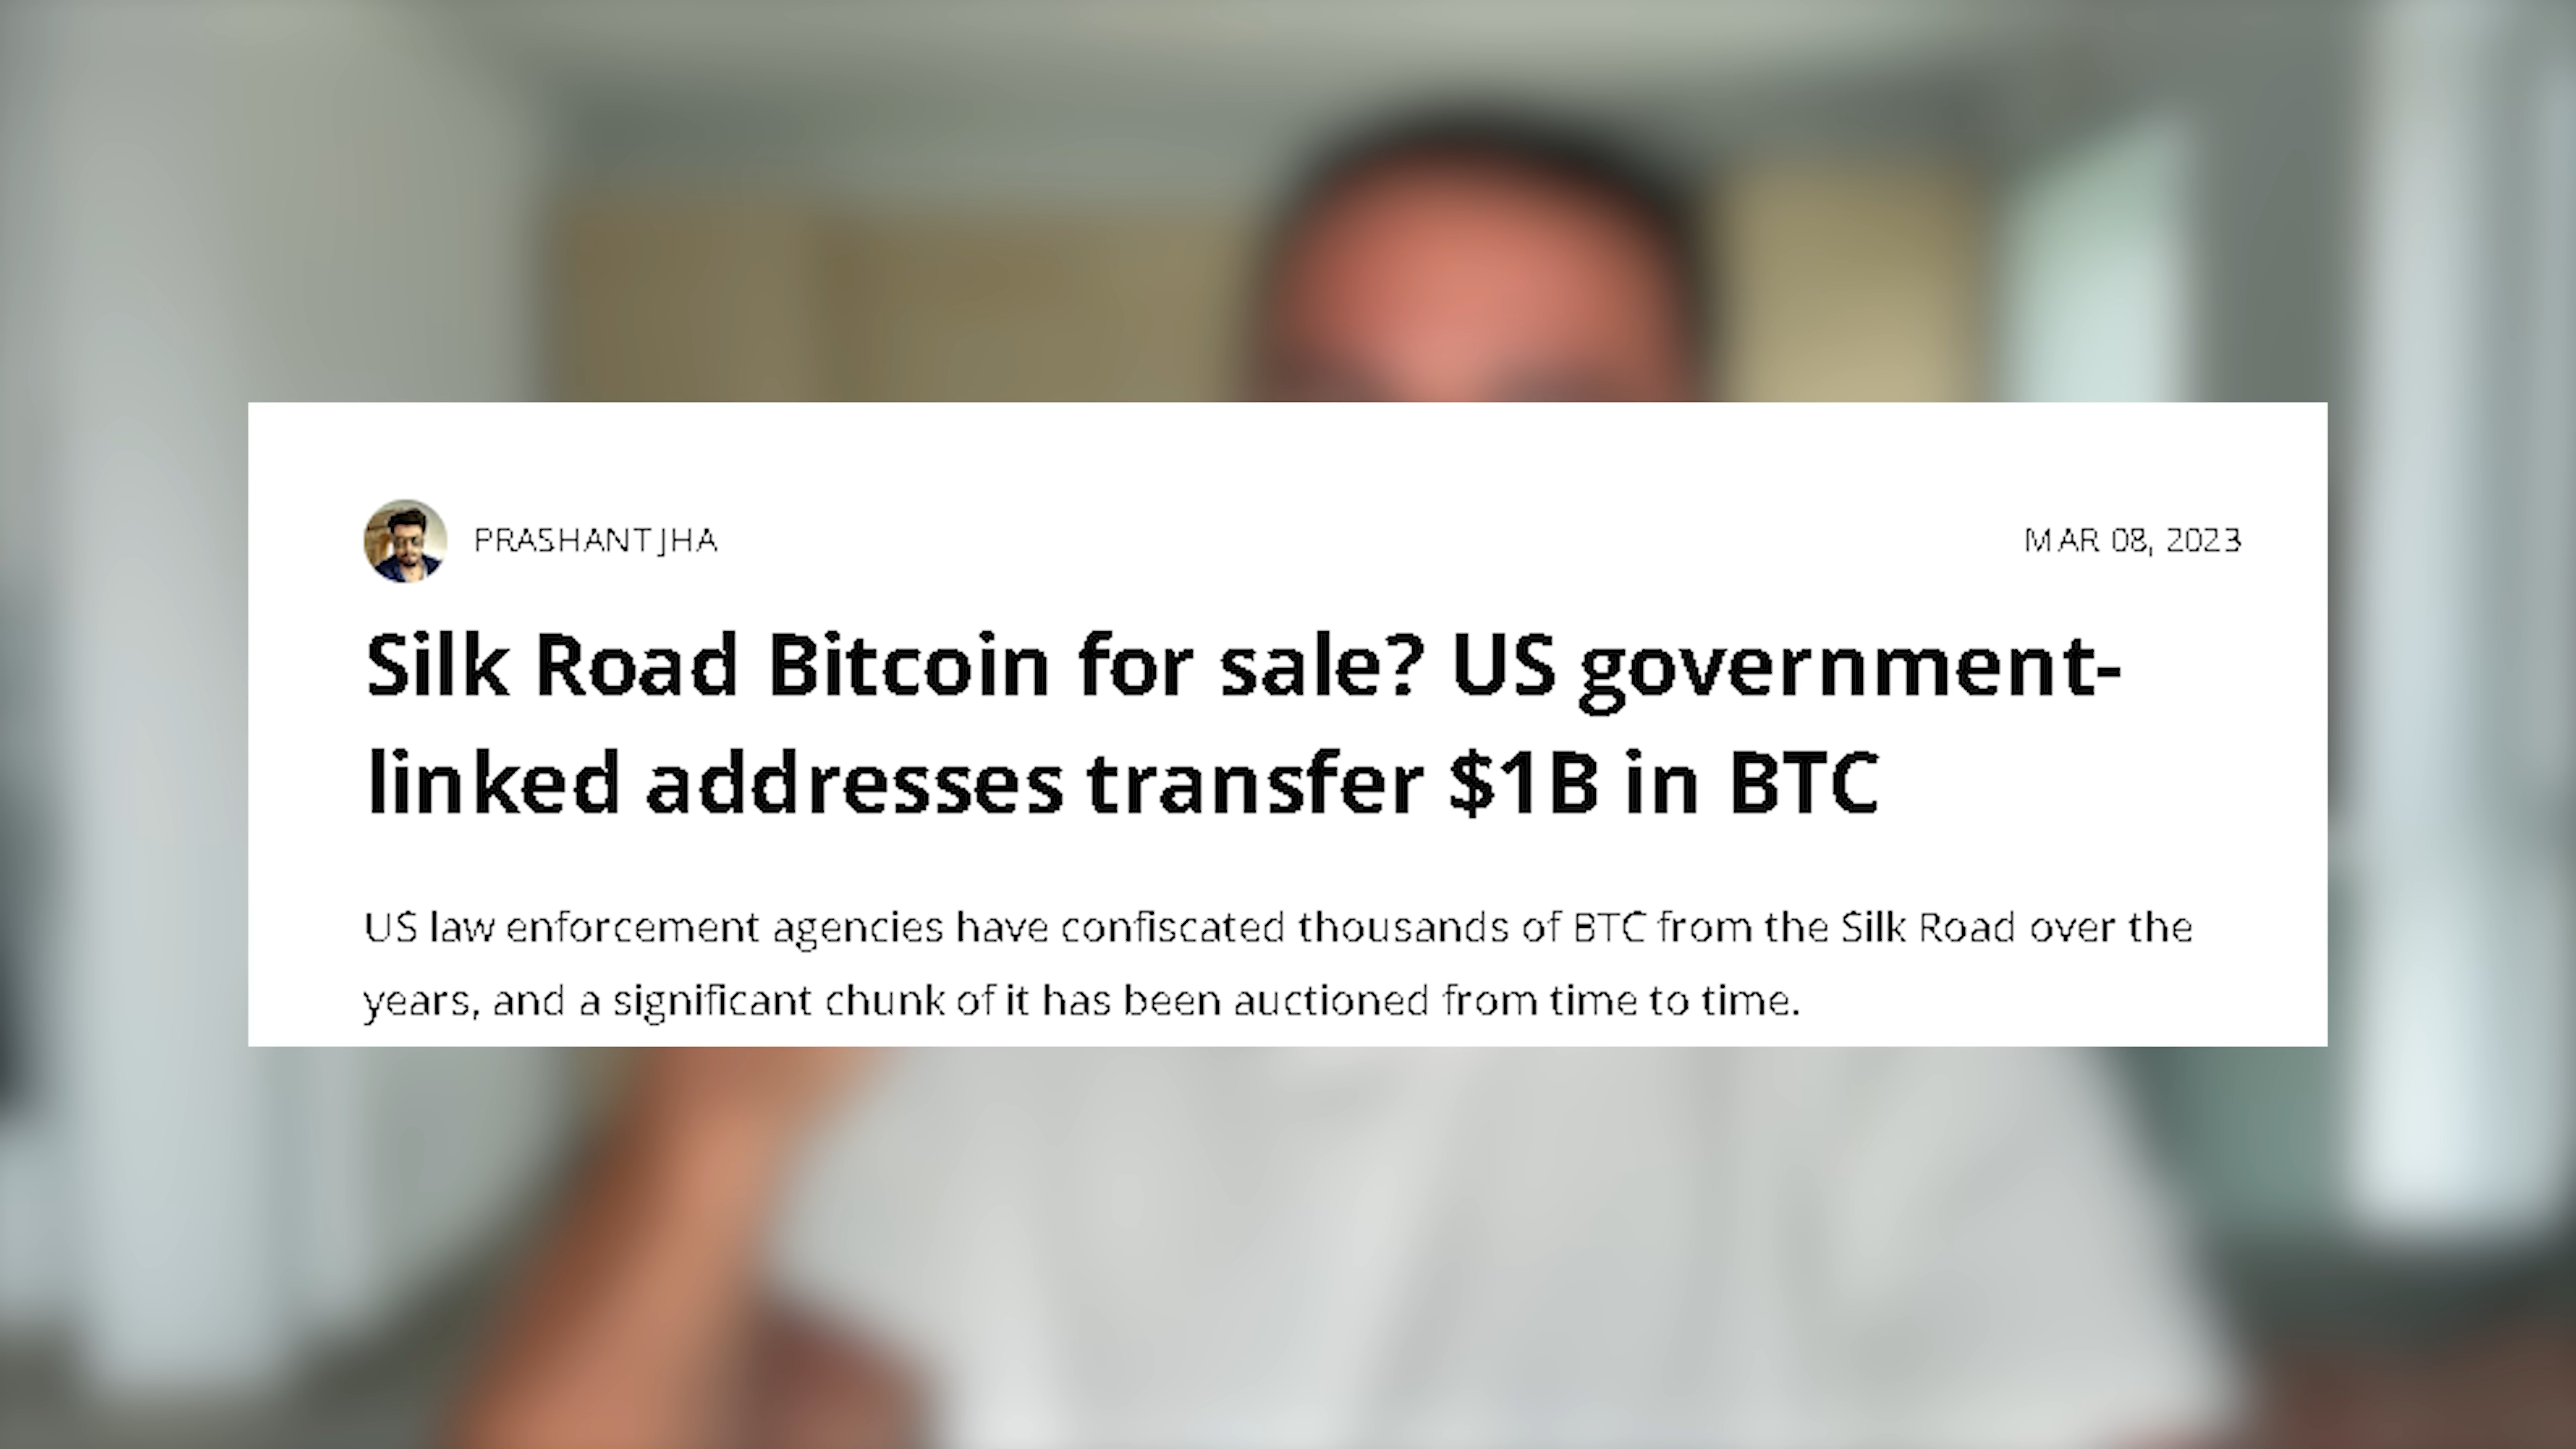 PRASHANT JHA
MAR 08, 2023
Silk Road Bitcoin for sale? US government-
linked addresses transfer $1B in BTC
US law enforcement agencies have confiscated thousands of BTC from the Silk Road over the
years, and a significant chunk of it has been auctioned from time to time.